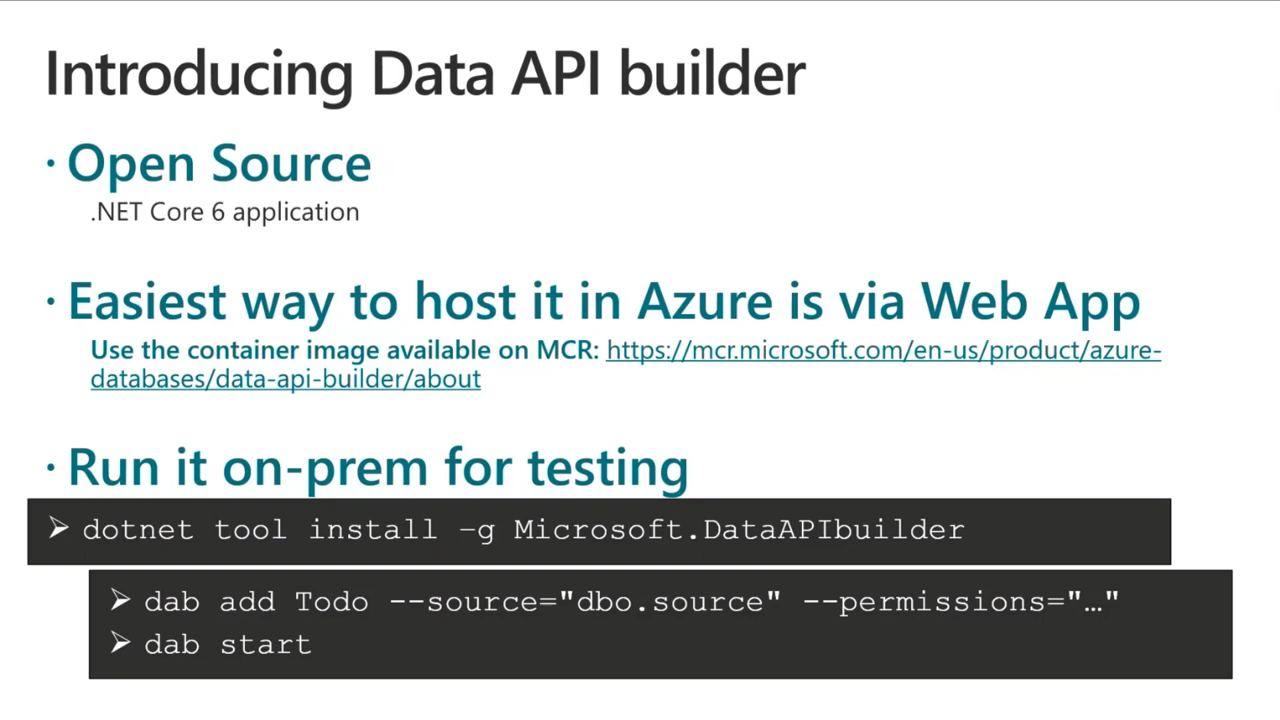 Introducing Data API builder
· Open Source
.NET Core 6 application
· Easiest way to host it in Azure is via Web App
Use the container image available on MCR: https://mcr.microsoft.com/en-us/product/azure-
databases/data-api-builder/about
· Run it on-prem for testing
➢ dotnet tool install –g Microsoft.DataAPIbuilder
➢ dab add Todo --source="dbo.source" --permissions="…"
➢ dab start